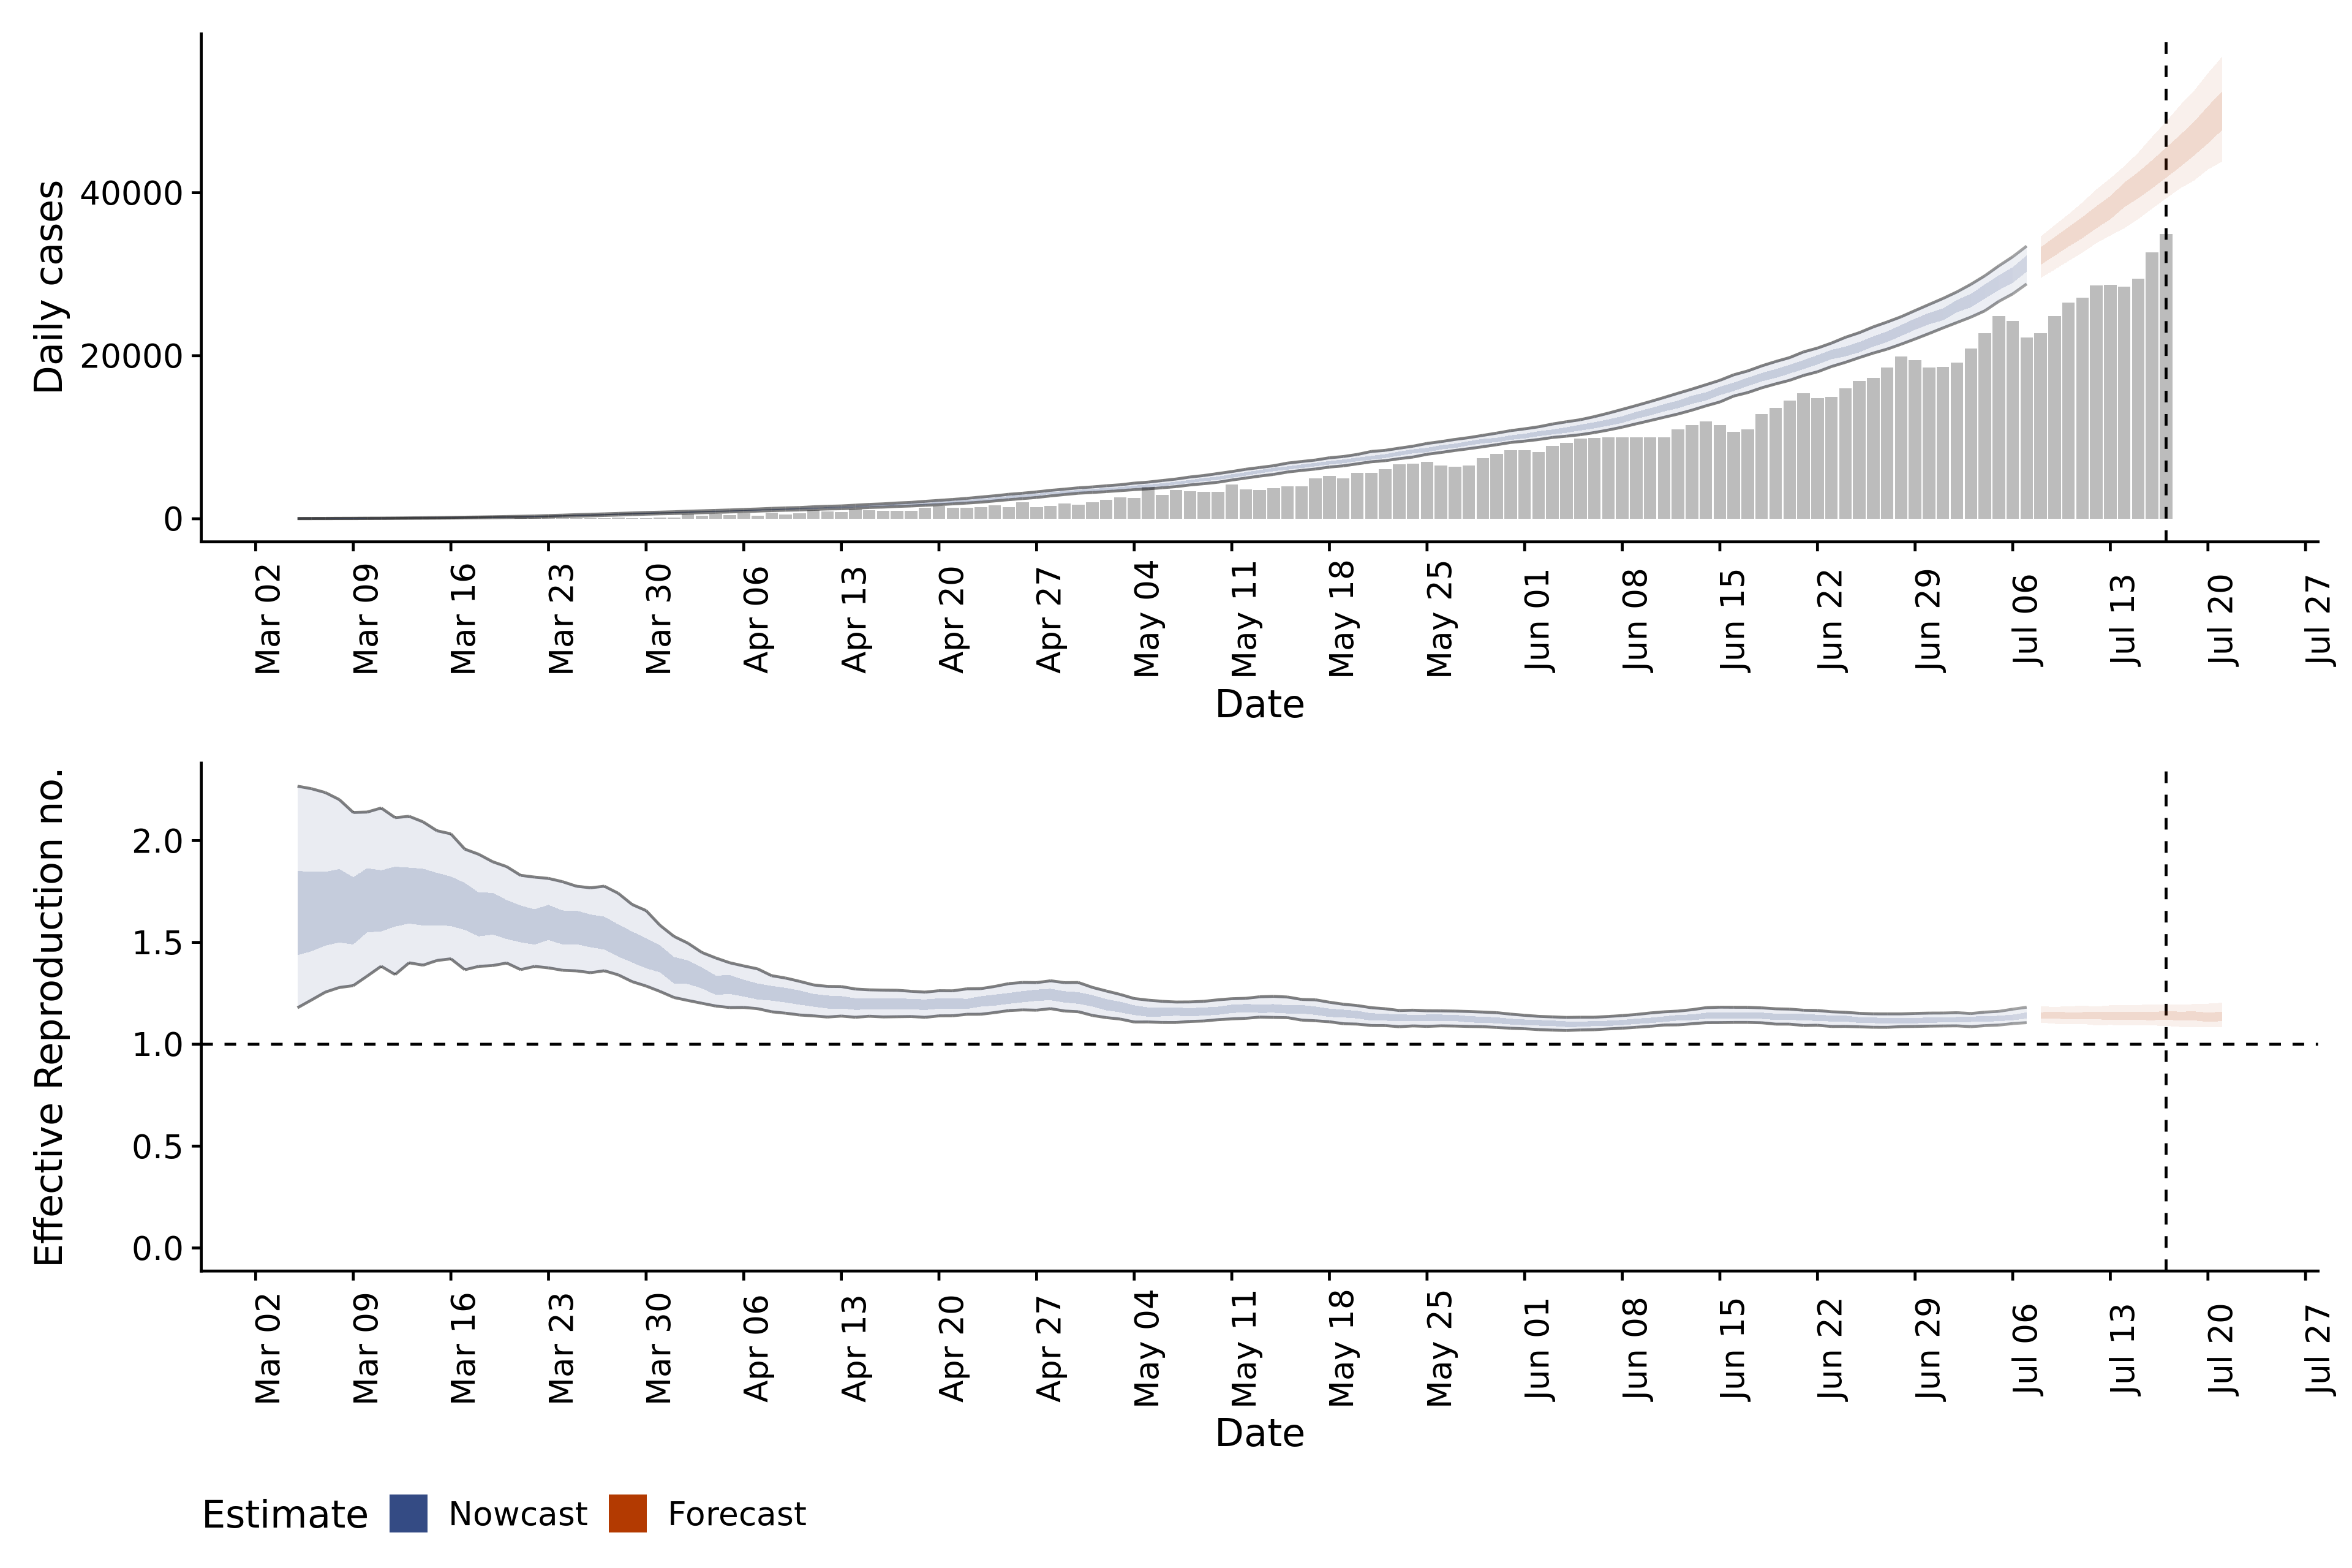 Daily cases
40000
20000
0
Mar 02
Mar 09
Mar 16
Mar 23
Mar 30
Apr 06
Apr 13
Apr 20
Apr 27
May 04
May 11
May 18
May 25
Jun 01
Jun 08
Jun 15
Jun 22
Jun 29
Jul 06
Jul 13
Jul 20
Jul 27
Date
Effective Reproduction no.
2.0
1.5
1.0
0.5
0.0
Mar 02
Mar 09
Mar 16
Mar 23
Mar 30
Apr 06
Apr 13
Apr 20
Apr 27
May 04
May 11
May 18
May 25
Jun 01
Jun 08
Jun 15
Jun 22
Jun 29
Jul 06
Jul 13
Jul 20
Jul 27
Date
Estimate Nowcast Forecast